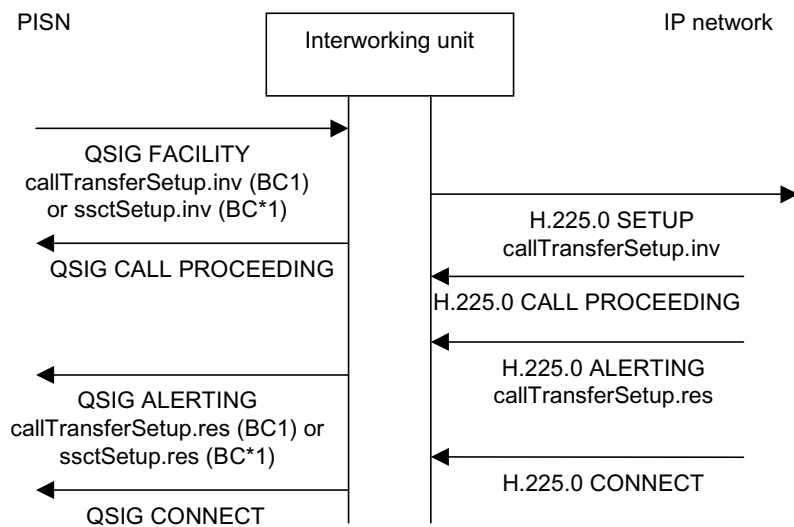 PISN
Interworking unit
IP network
QSIG FACILITY
callTransferSetup.inv (BC1)
or ssctSetup.inv (BC*1)
H.225.0 SETUP
callTransferSetup.inv
QSIG CALL PROCEEDING
H.225.0 CALL PROCEEDING
H.225.0 ALERTING
callTransferSetup.res
QSIG ALERTING
callTransferSetup.res (BC1) or
ssctSetup.res (BC*1)
H.225.0 CONNECT
QSIG CONNECT